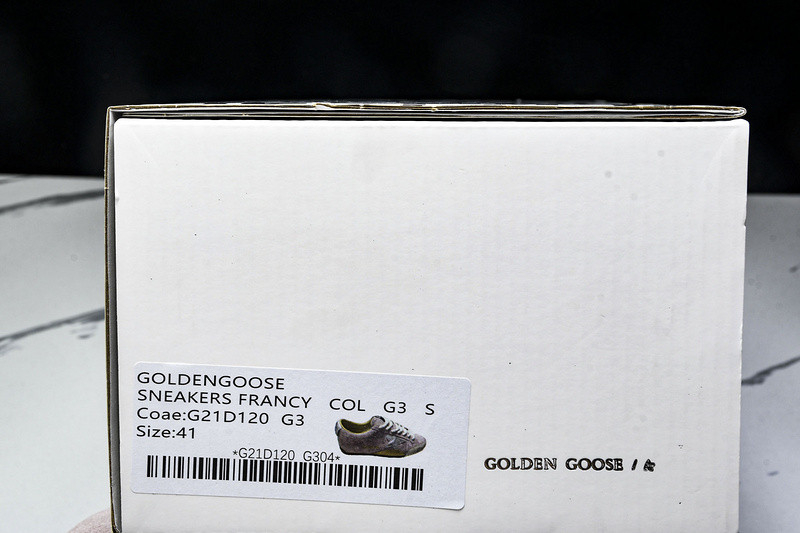 GOLDENGOOSE
SNEAKERS FRANCY COL G3 S
Coae:G21D120 G3
Size:41
*G21D120 G304*
GOLDEN GOOSE /